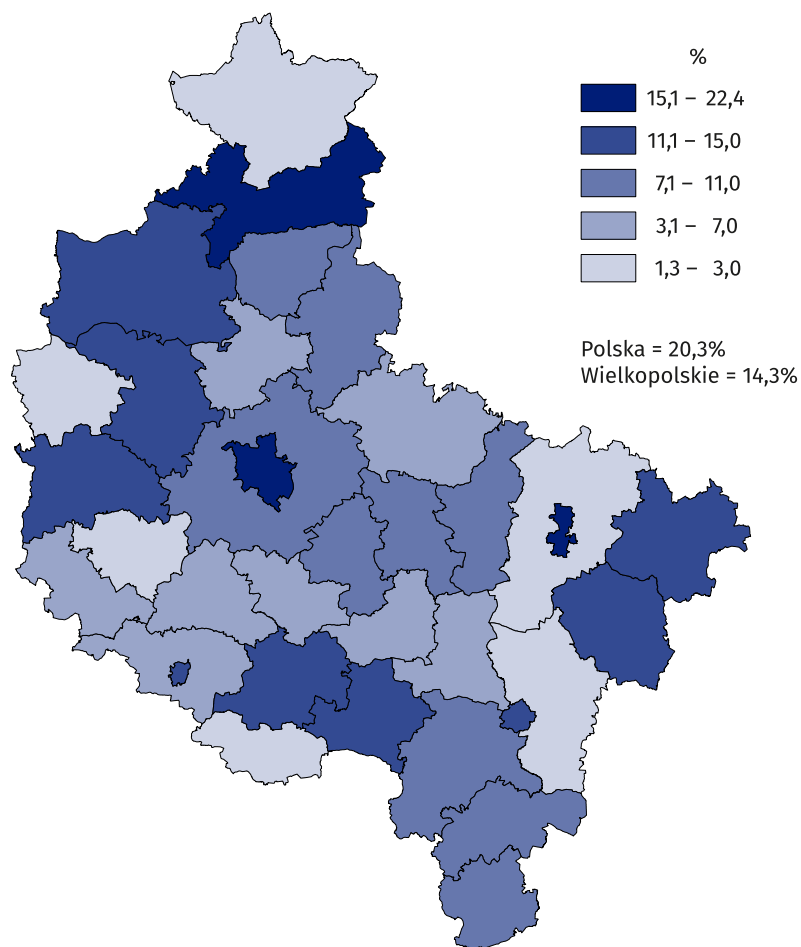 %
15,1 – 22,4
11,1 – 15,0
7,1 – 11,0
3,1 – 7,0
1,3 – 3,0
Polska = 20,3%
Wielkopolskie = 14,3%